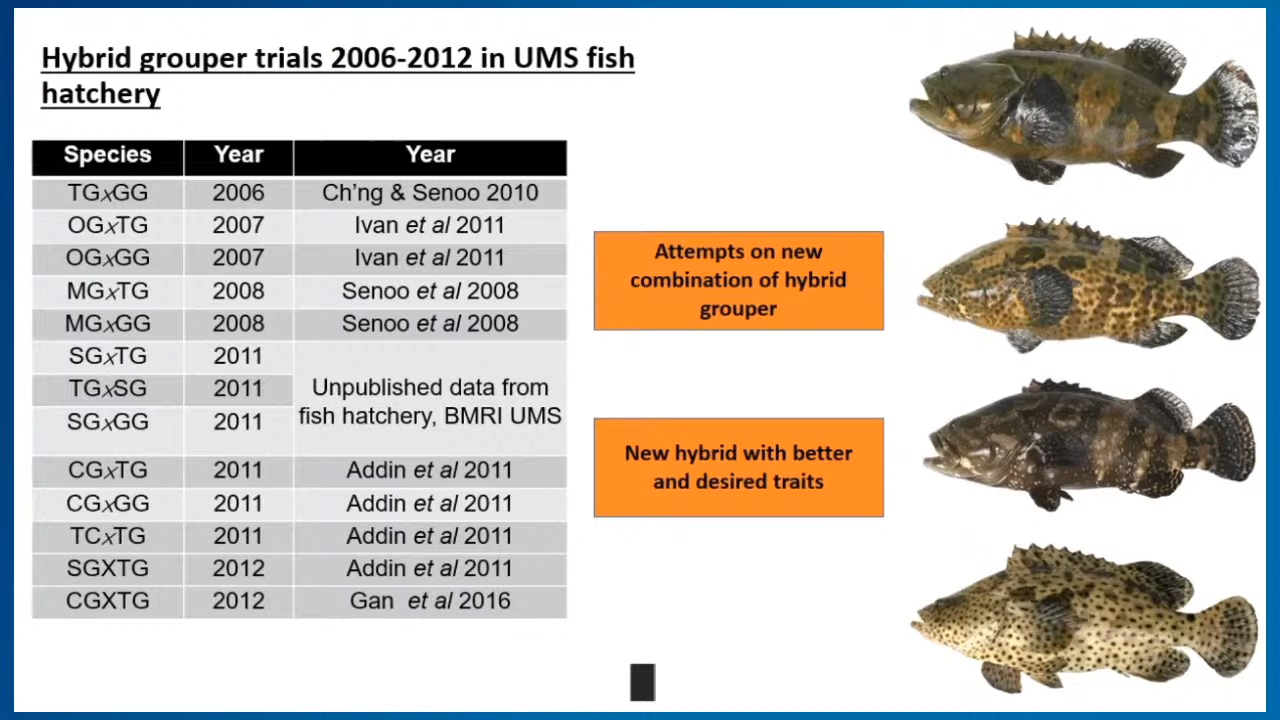 Hybrid grouper trials 2006-2012 in UMS fish
hatchery
Species Year Year
TGxGG 2006 Ch’ng & Senoo 2010
OGxTG 2007 Ivan et al 2011
OGxGG 2007 Ivan et al 2011
MGxTG 2008 Senoo et al 2008
MGxGG 2008 Senoo et al 2008
SGxTG 2011
TGxSG 2011 Unpublished data from
SGxGG 2011 fish hatchery, BMRI UMS
CGxTG 2011 Addin et al 2011
CGxGG 2011 Addin et al 2011
TCxTG 2011 Addin et al 2011
SGXTG 2012 Addin et al 2011
CGXTG 2012 Gan et al 2016
Attempts on new
combination of hybrid
grouper
New hybrid with better
and desired traits